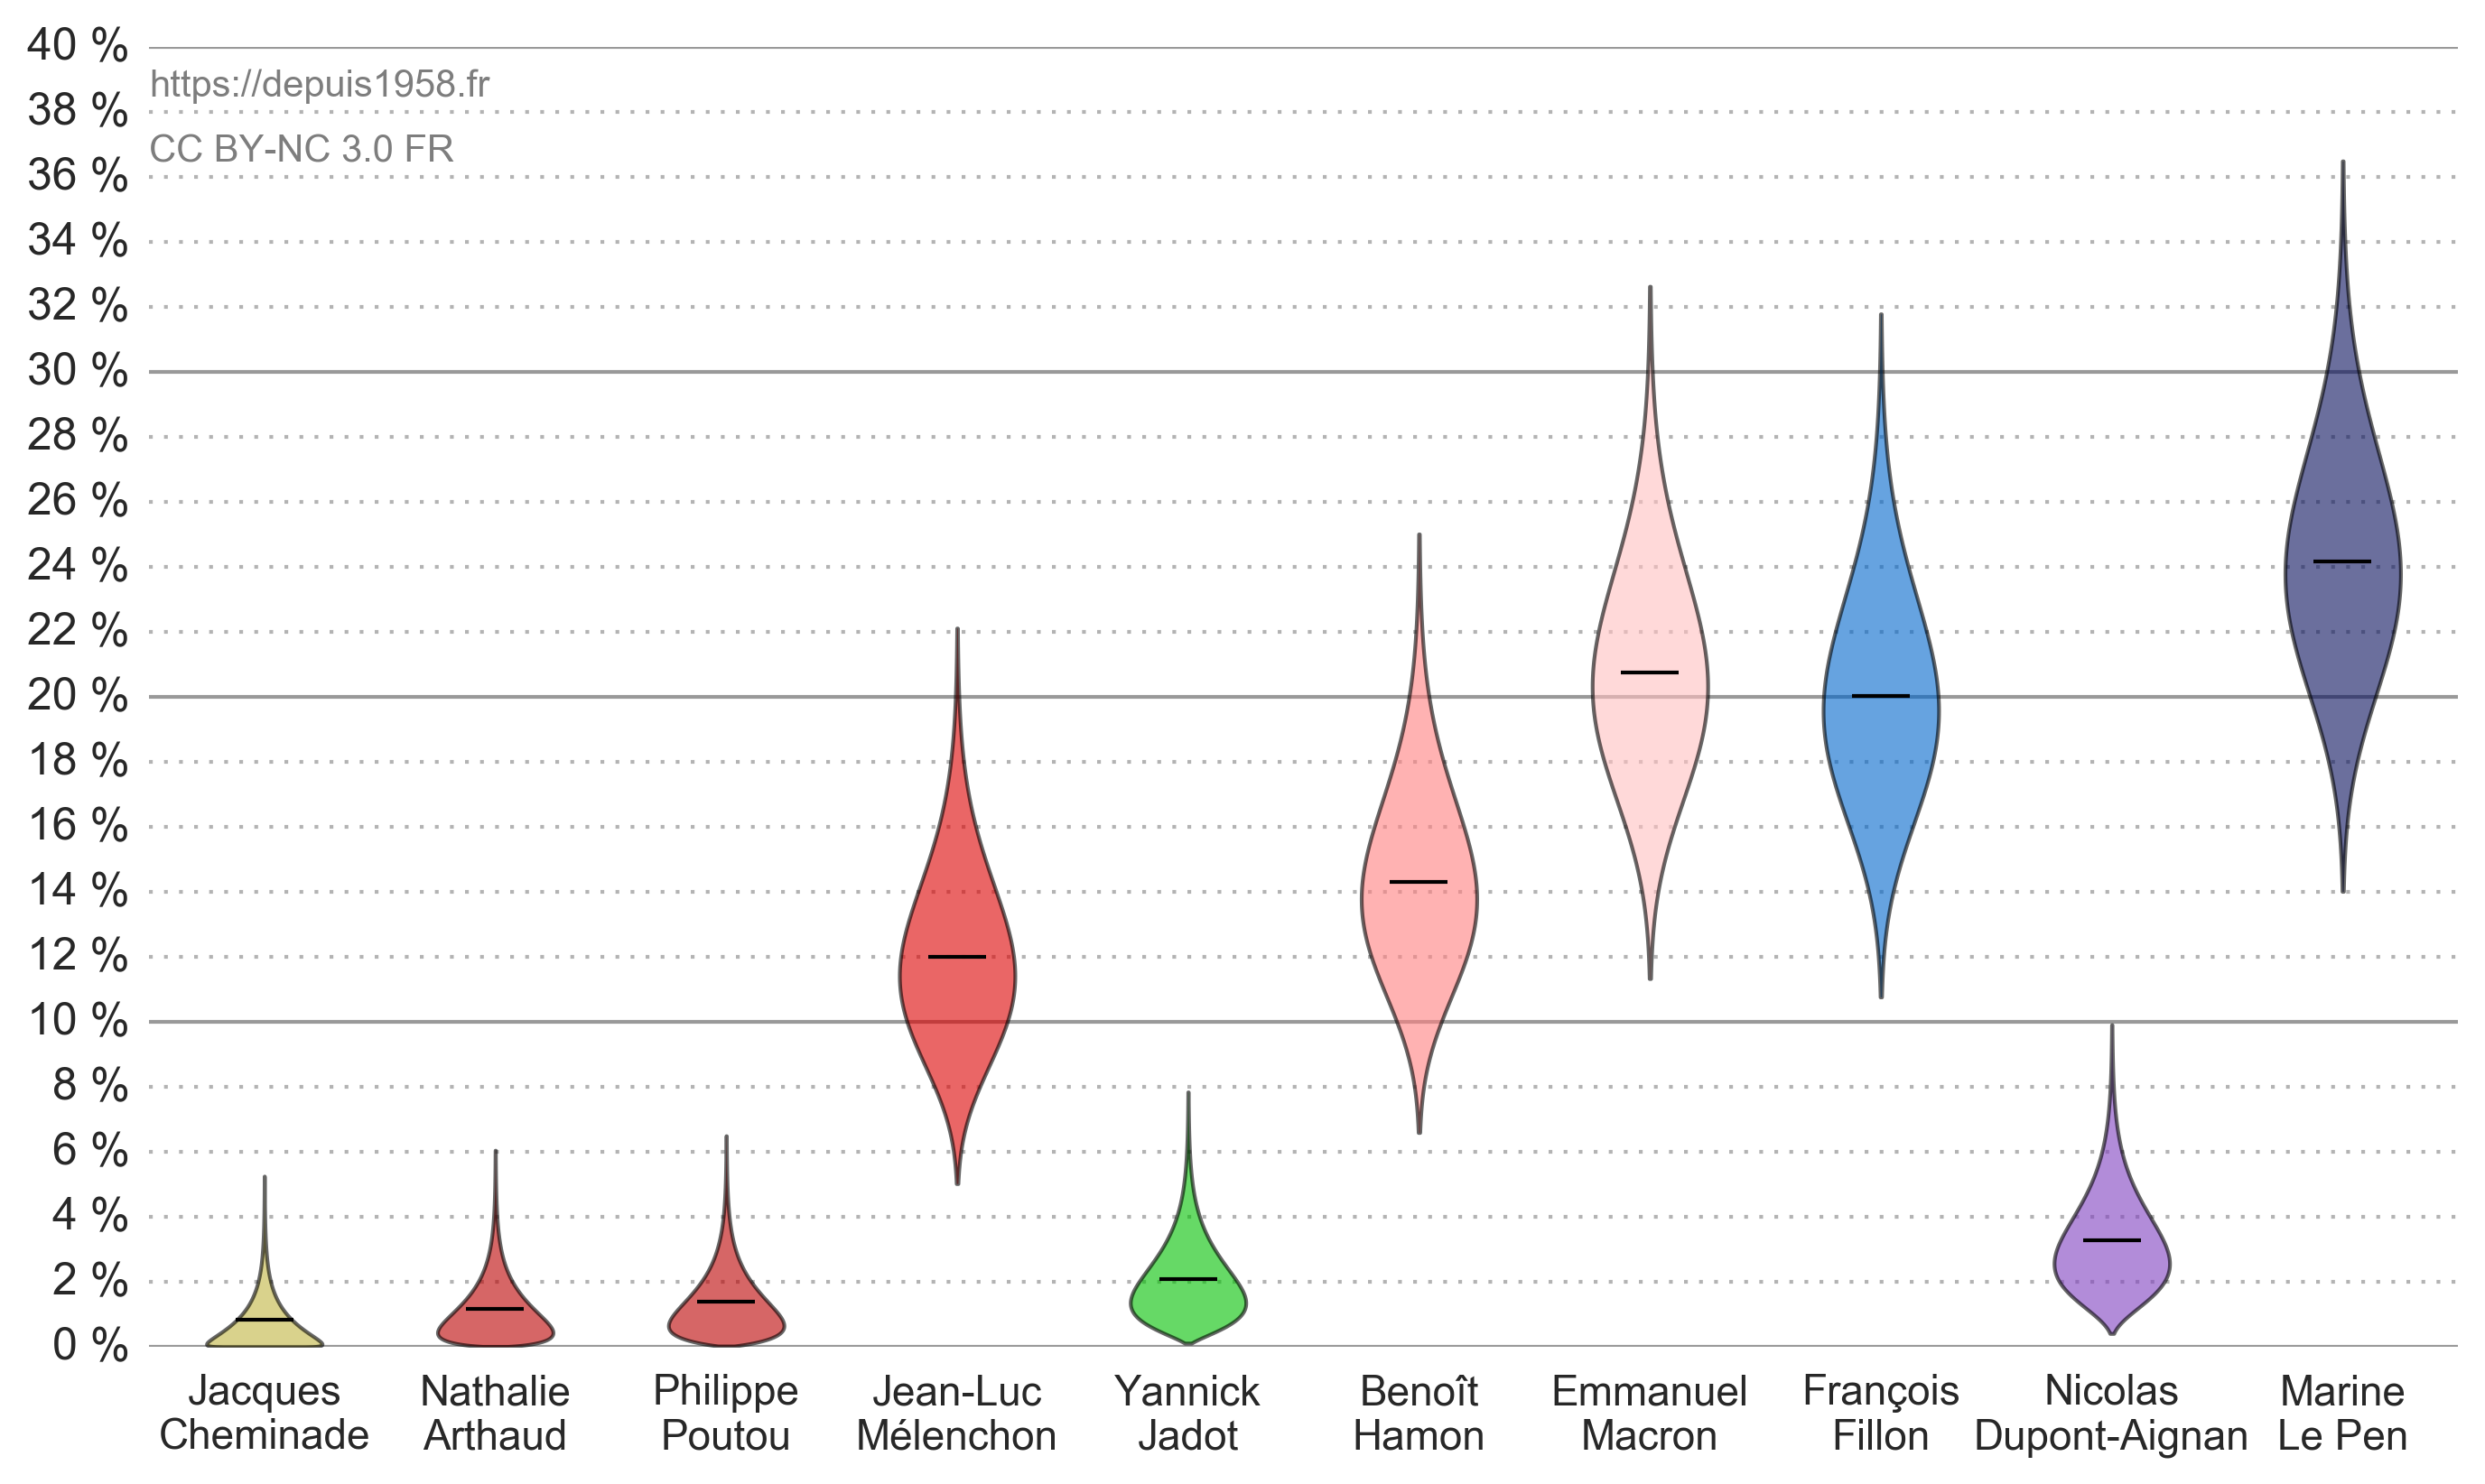 40 %
https://depuis1958.fr
38 %
CC BY-NC 3.0 FR
36 %
34 %
32 %
30 %
28 %
26 %
24 %
22 %
20 %
18 %
16 %
14 %
12 %
10 %
8 %
6 %
4 %
2 %
0 %
Jacques
Cheminade
Nathalie
Arthaud
Philippe
Poutou
Jean-Luc
Mélenchon
Yannick
Jadot
Benoît
Hamon
Emmanuel
Macron
François
Fillon
Nicolas
Dupont-Aignan
Marine
Le Pen